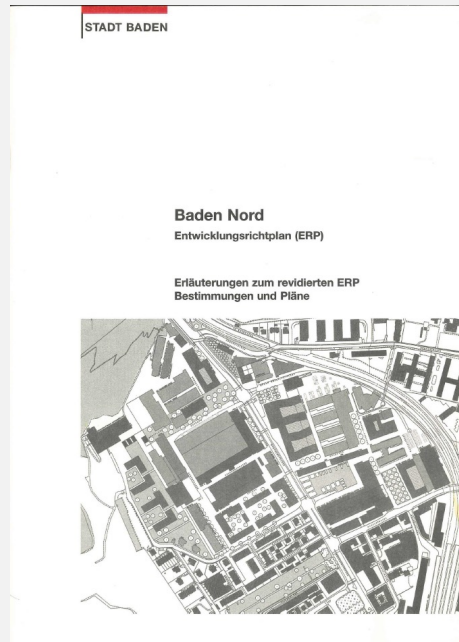 STADT BADEN
Baden Nord
Entwicklungsrichtplan (ERP)
Erläuterungen zum revidierten ERP
Bestimmungen und Pläne